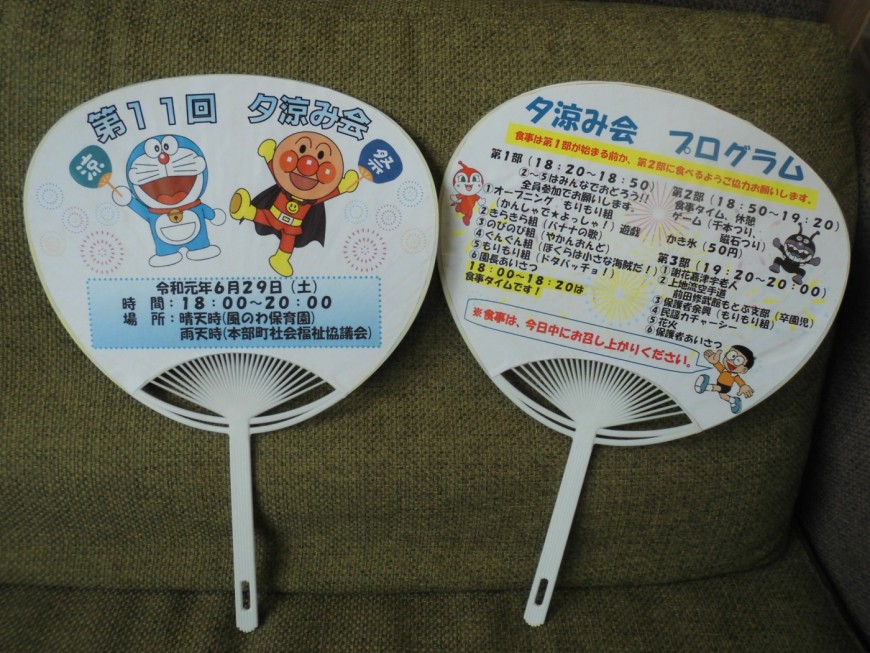 第11回 夕涼み会
涼
祭
令和元年6月29日(土)
時 間:18:00~20:00
場 所:晴天時(風のわ保育園)
雨天時(本部町社会福祉協議会)
夕涼み会 プログラム
食事は第1部が始まる前か、第2部に食べるようご協力お願いします。
第1部(18:20~18:50)
②~⑤はみんなでおどろう!!
全員参加でお願いします。
①オープニング もりもり組
(かんしゃで★よっしゃ!)遊戯
②きらきら組(バナナの歌)
③のびのび組(やかんおんど)
④ぐんぐん組(ぼくらは小さな海賊だ!)
⑤もりもり組(ドタバッチョ!)
⑥園長あいさつ
18:00~18:20は
食事タイムです!
第2部(18:50~19:20)
食事タイム、休憩
ゲーム(千本つり、
磁石つり)
かき氷(50円)
第3部(19:20~20:00)
①謝花嘉津宇老人
②上地流空手道
前田修武館もとぶ支部(卒園児)
③保護者余興(もりもり組)
④民謡カチャーシー
⑤花火
⑥保護者あいさつ
※食事は、今日中にお召し上がりください。